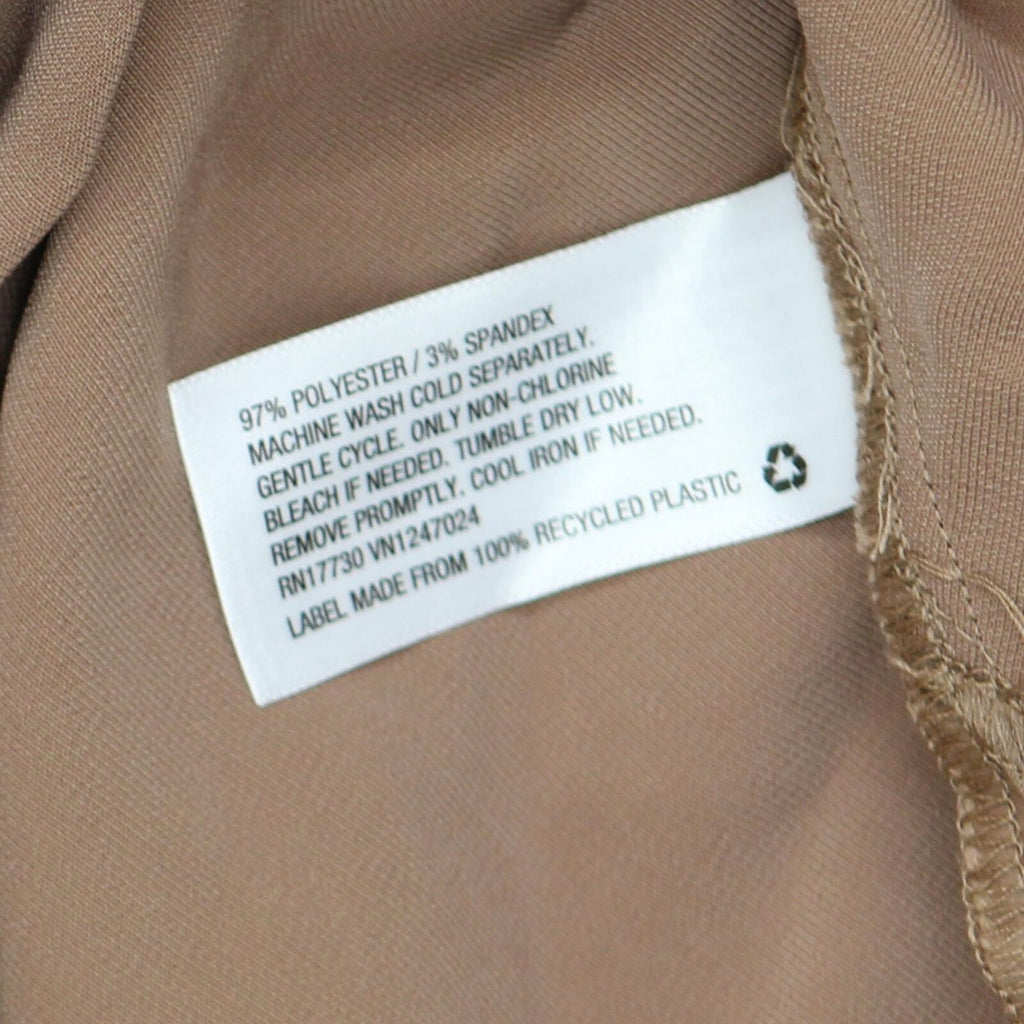 97% POLYESTER / 3% SPANDEX
MACHINE WASH COLD SEPARATELY.
GENTLE CYCLE. ONLY NON-CHLORINE
BLEACH IF NEEDED. TUMBLE DRY LOW.
REMOVE PROMPTLY. COOL IRON IF NEEDED.
RN17730 VN1247024
LABEL MADE FROM 100% RECYCLED PLASTIC